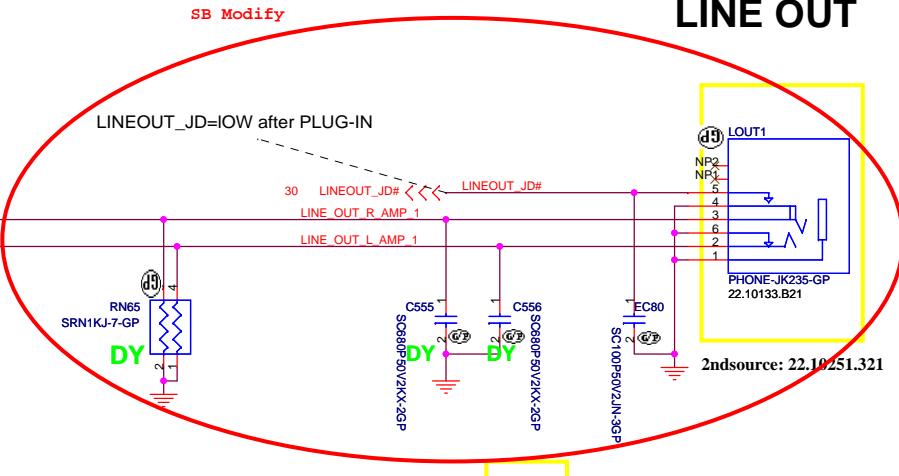 SB Modify
LINE OUT
LINEOUT_JD=lOW after PLUG-IN
GP
LOUT1
NP2
NP1
30 LINEOUT_JD#
LINEOUT_JD#
5
4
LINE_OUT_R_AMP_1
3
6
LINE_OUT_L_AMP_1
2
1
PHONE-JK235-GP
22.10133.B21
GP
3
4
RN65
SRN1KJ-7-GP
DY
2
1
C555
1
2
G/P
SC680P50V2KX-2GP
DY
C556
1
2
G/P
SC680P50V2KX-2GP
DY
EC80
1
2
G/P
SC100P50V2JN-3GP
2ndsource: 22.10251.321